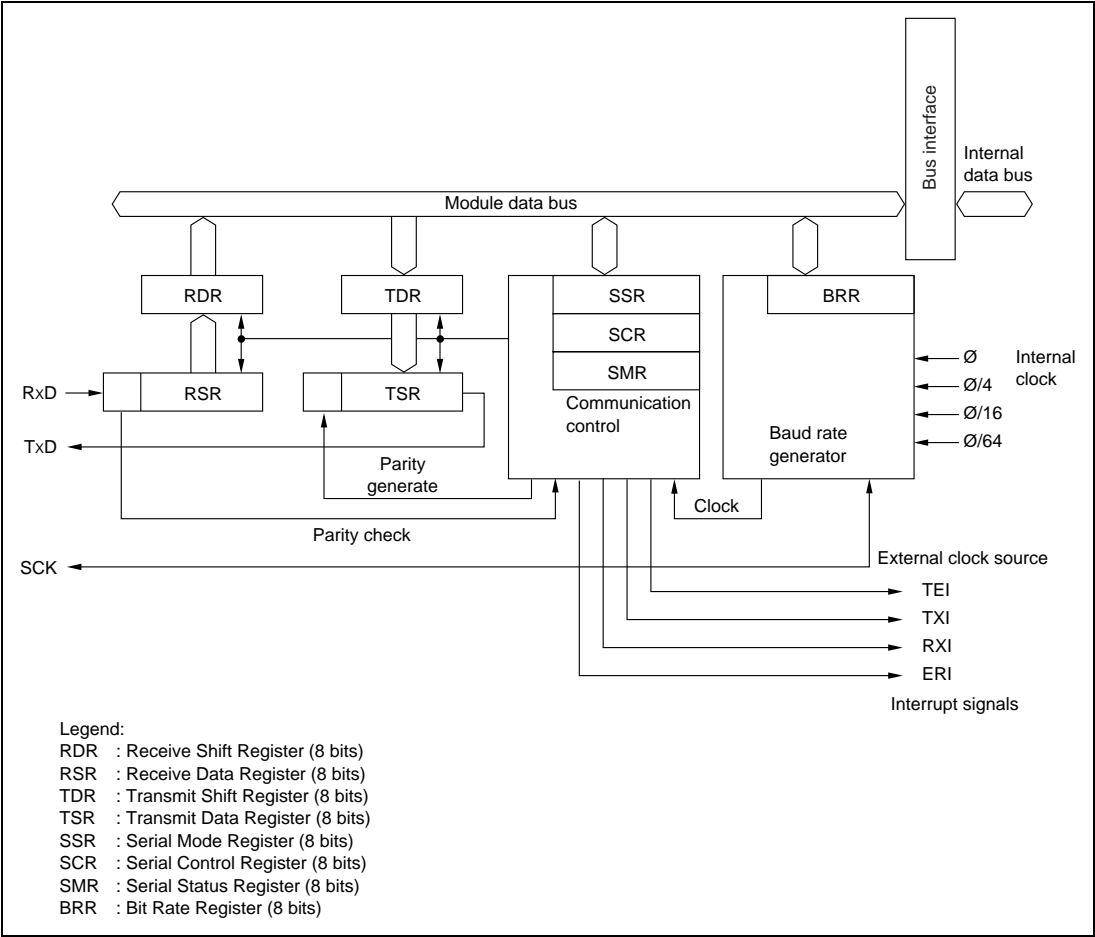 Bus interface
Internal
data bus
Module data bus
RDR
TDR
SSR
BRR
SCR
SMR
RxD
RSR
TSR
TxD
Communication
control
Baud rate
generator
Ø
Ø/4
Ø/16
Ø/64
Internal
clock
Parity
generate
Clock
Parity check
SCK
External clock source
TEI
TXI
RXI
ERI
Interrupt signals
Legend:
RDR : Receive Shift Register (8 bits)
RSR : Receive Data Register (8 bits)
TDR : Transmit Shift Register (8 bits)
TSR : Transmit Data Register (8 bits)
SSR : Serial Mode Register (8 bits)
SCR : Serial Control Register (8 bits)
SMR : Serial Status Register (8 bits)
BRR : Bit Rate Register (8 bits)